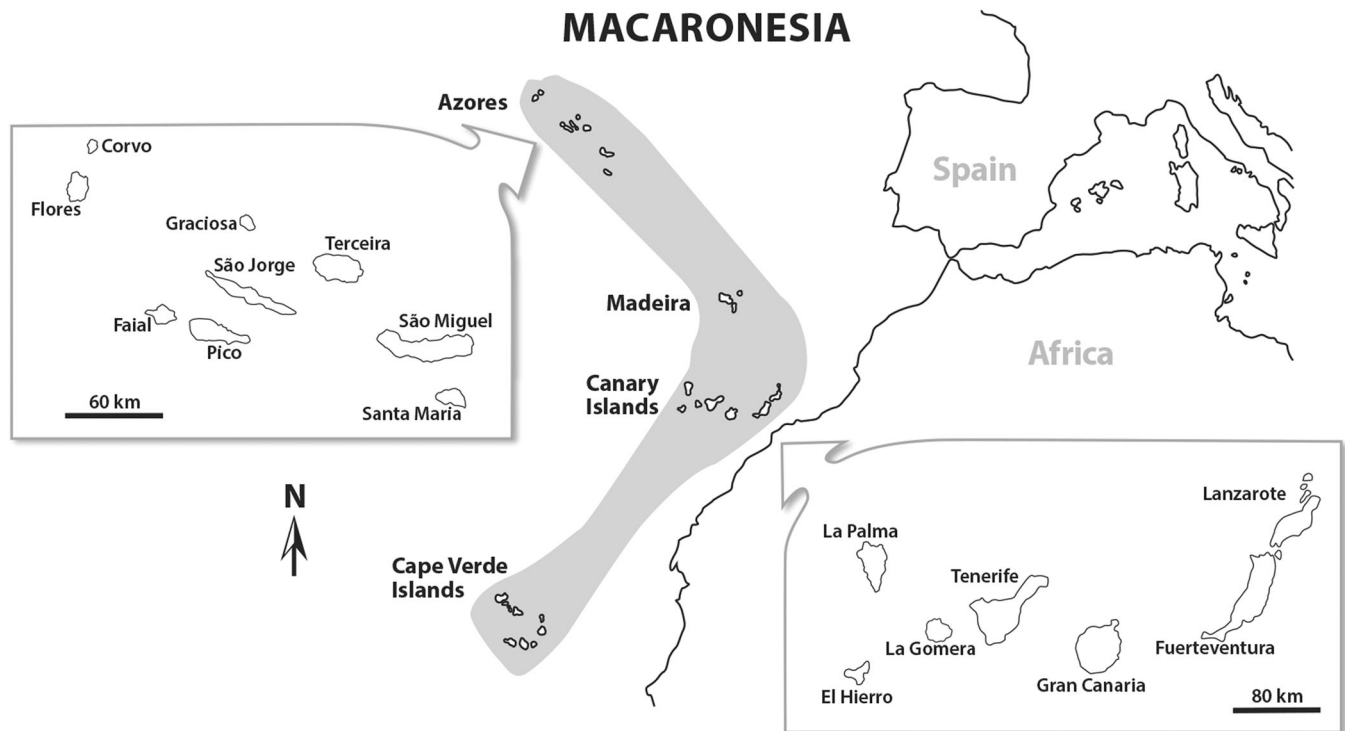 MACARONESIA
Azores
Madeira
Canary
Islands
Cape Verde
Islands
Spain
Africa
N
Corvo
Flores
Graciosa
Terceira
São Jorge
Faial
Pico
São Miguel
Santa Maria
60 km
Lanzarote
La Palma
Tenerife
La Gomera
Fuerteventura
El Hierro
Gran Canaria
80 km